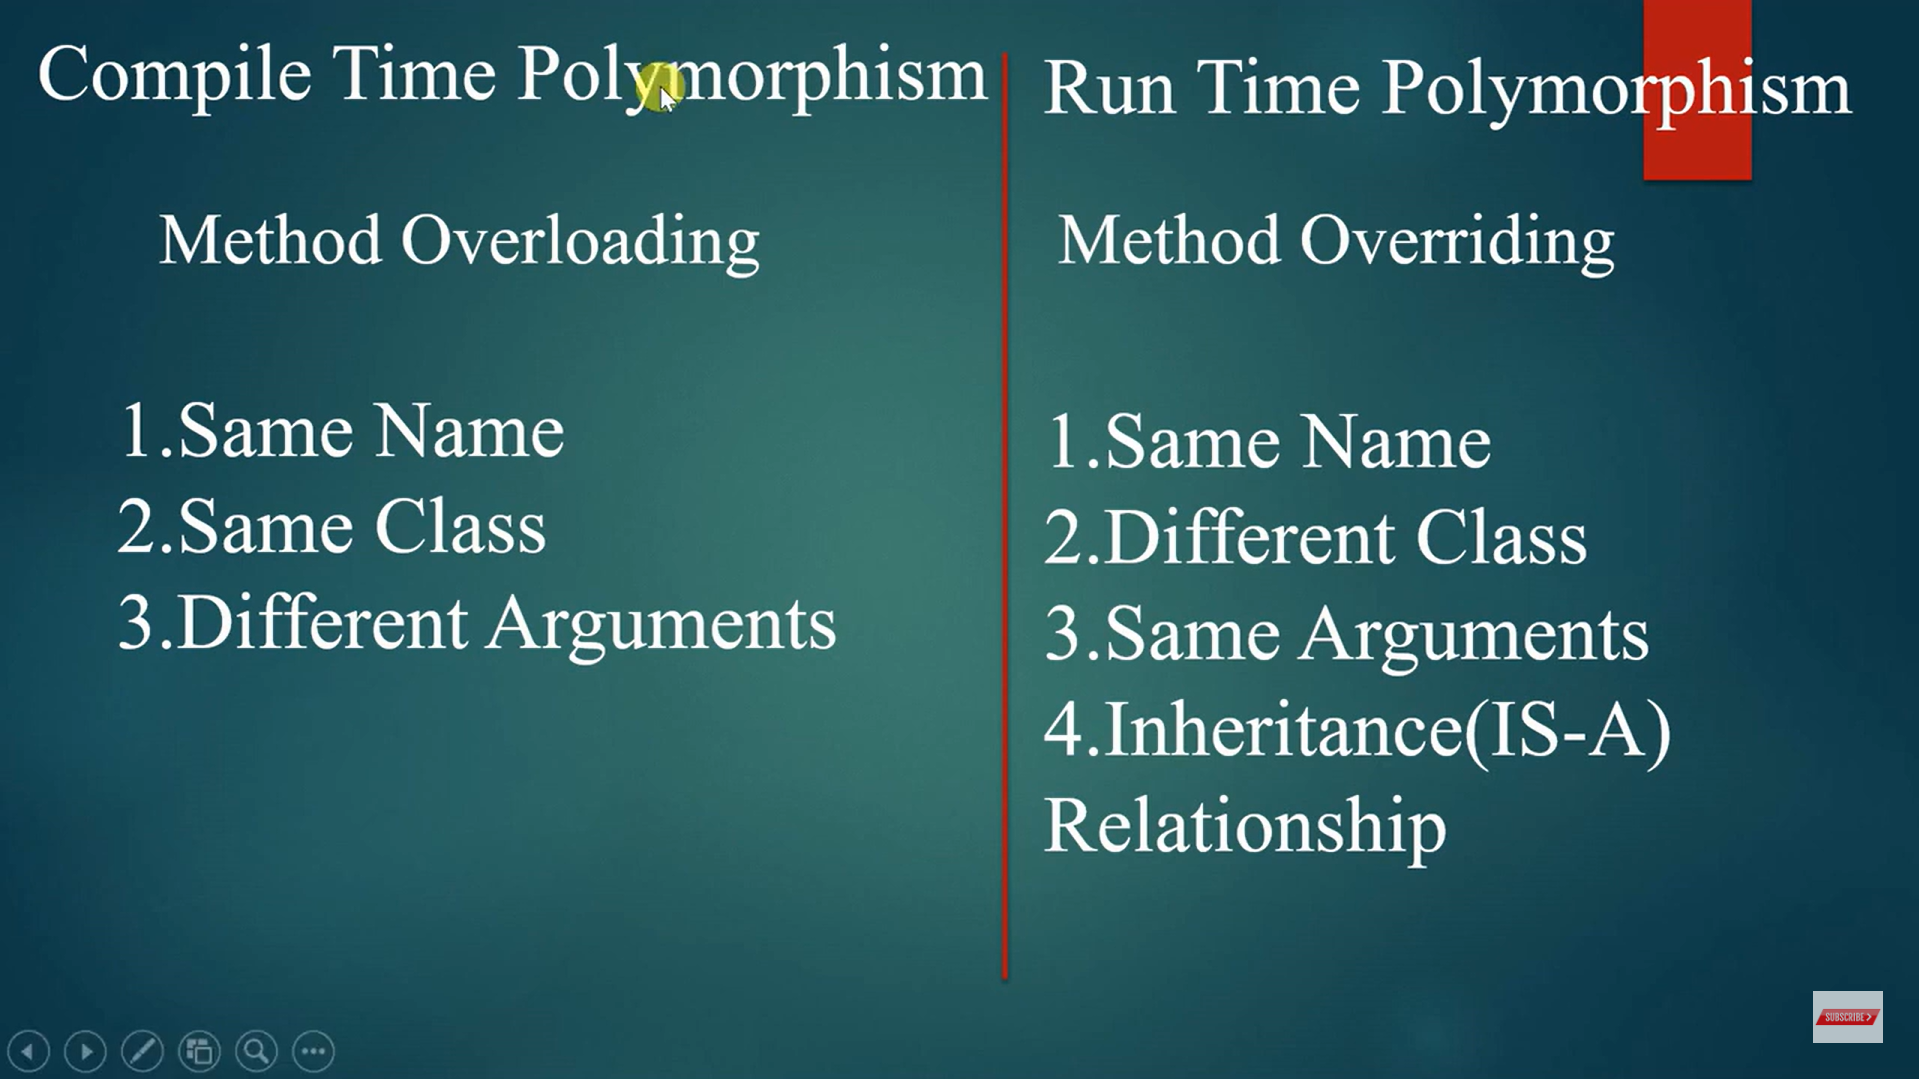 Compile Time Polymorphism
Method Overloading
1.Same Name
2.Same Class
3.Different Arguments
Run Time Polymorphism
Method Overriding
1.Same Name
2.Different Class
3.Same Arguments
4.Inheritance(IS-A)
Relationship
SUBSCRIBE